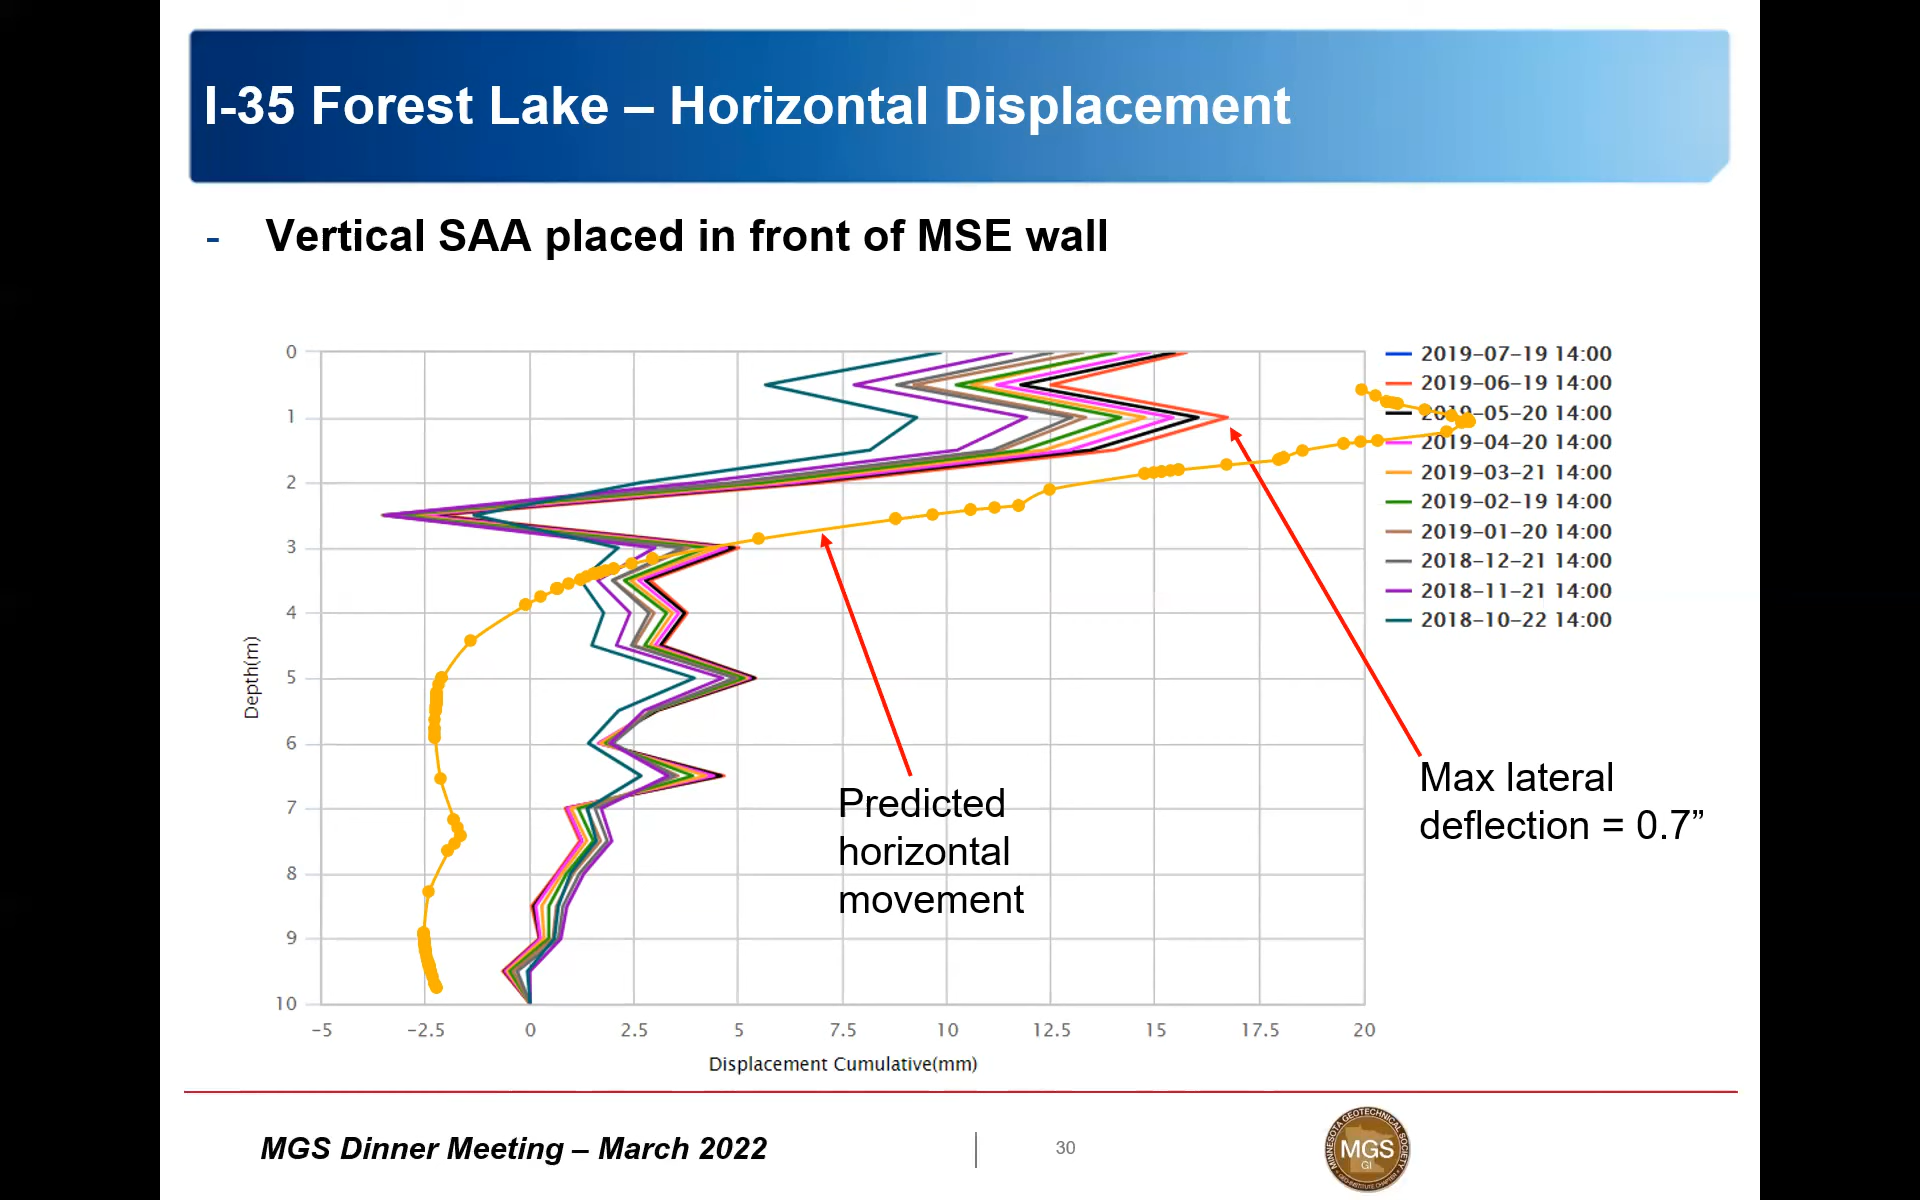 I-35 Forest Lake – Horizontal Displacement
- Vertical SAA placed in front of MSE wall
0
1
2
3
4
5
6
7
8
9
10
Depth(m)
-5 -2.5 0 2.5 5 7.5 10 12.5 15 17.5 20
Displacement Cumulative(mm)
2019-07-19 14:00
2019-06-19 14:00
2019-05-20 14:00
2019-04-20 14:00
2019-03-21 14:00
2019-02-19 14:00
2019-01-20 14:00
2018-12-21 14:00
2018-11-21 14:00
2018-10-22 14:00
Predicted
horizontal
movement
Max lateral
deflection = 0.7”
MGS Dinner Meeting – March 2022
30
MINNESOTA GEOTECHNICAL SOCIETY
MGS
GI